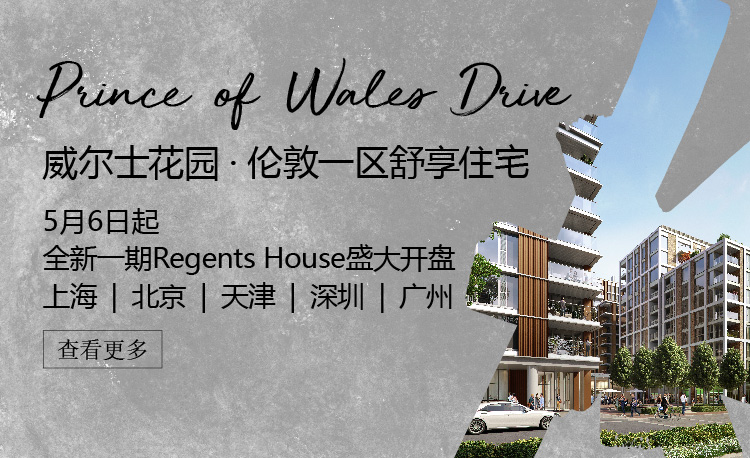 Prince of Wales Drive
威尔士花园·伦敦一区舒享住宅
5月6日起
全新一期Regents House盛大开盘
上海 | 北京 | 天津 | 深圳 | 广州
查看更多